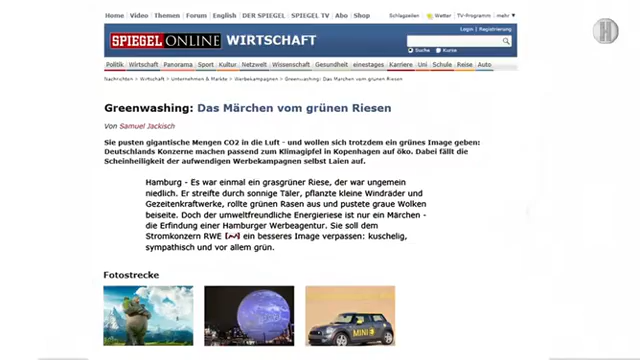 Home Video Themen Forum English DER SPIEGEL SPIEGEL TV Abo Shop
Schlagzeilen Wetter TV-Programm mehr
SPIEGEL ONLINE WIRTSCHAFT
Login | Registrierung
Suche Kurse
Politik Wirtschaft Panorama Sport Kultur Netzwelt Wissenschaft Gesundheit einestages Karriere Uni Schule Reise Auto
Nachrichten > Wirtschaft > Unternehmen & Märkte > Werbekampagnen > Greenwashing: Das Märchen vom grünen Riesen
Greenwashing: Das Märchen vom grünen Riesen
Von Samuel Jackisch
Sie pusten gigantische Mengen CO2 in die Luft - und wollen sich trotzdem ein grünes Image geben:
Deutschlands Konzerne machen passend zum Klimagipfel in Kopenhagen auf öko. Dabei fällt die
Scheinheiligkeit der aufwendigen Werbekampagnen selbst Laien auf.
Hamburg - Es war einmal ein grasgrüner Riese, der war ungemein
niedlich. Er streifte durch sonnige Täler, pflanzte kleine Windräder und
Gezeitenkraftwerke, rollte grünen Rasen aus und pustete graue Wolken
beiseite. Doch der umweltfreundliche Energieriese ist nur ein Märchen -
die Erfindung einer Hamburger Werbeagentur. Sie soll dem
Stromkonzern RWE [] ein besseres Image verpassen: kuschelig,
sympathisch und vor allem grün.
Fotostrecke
MINI